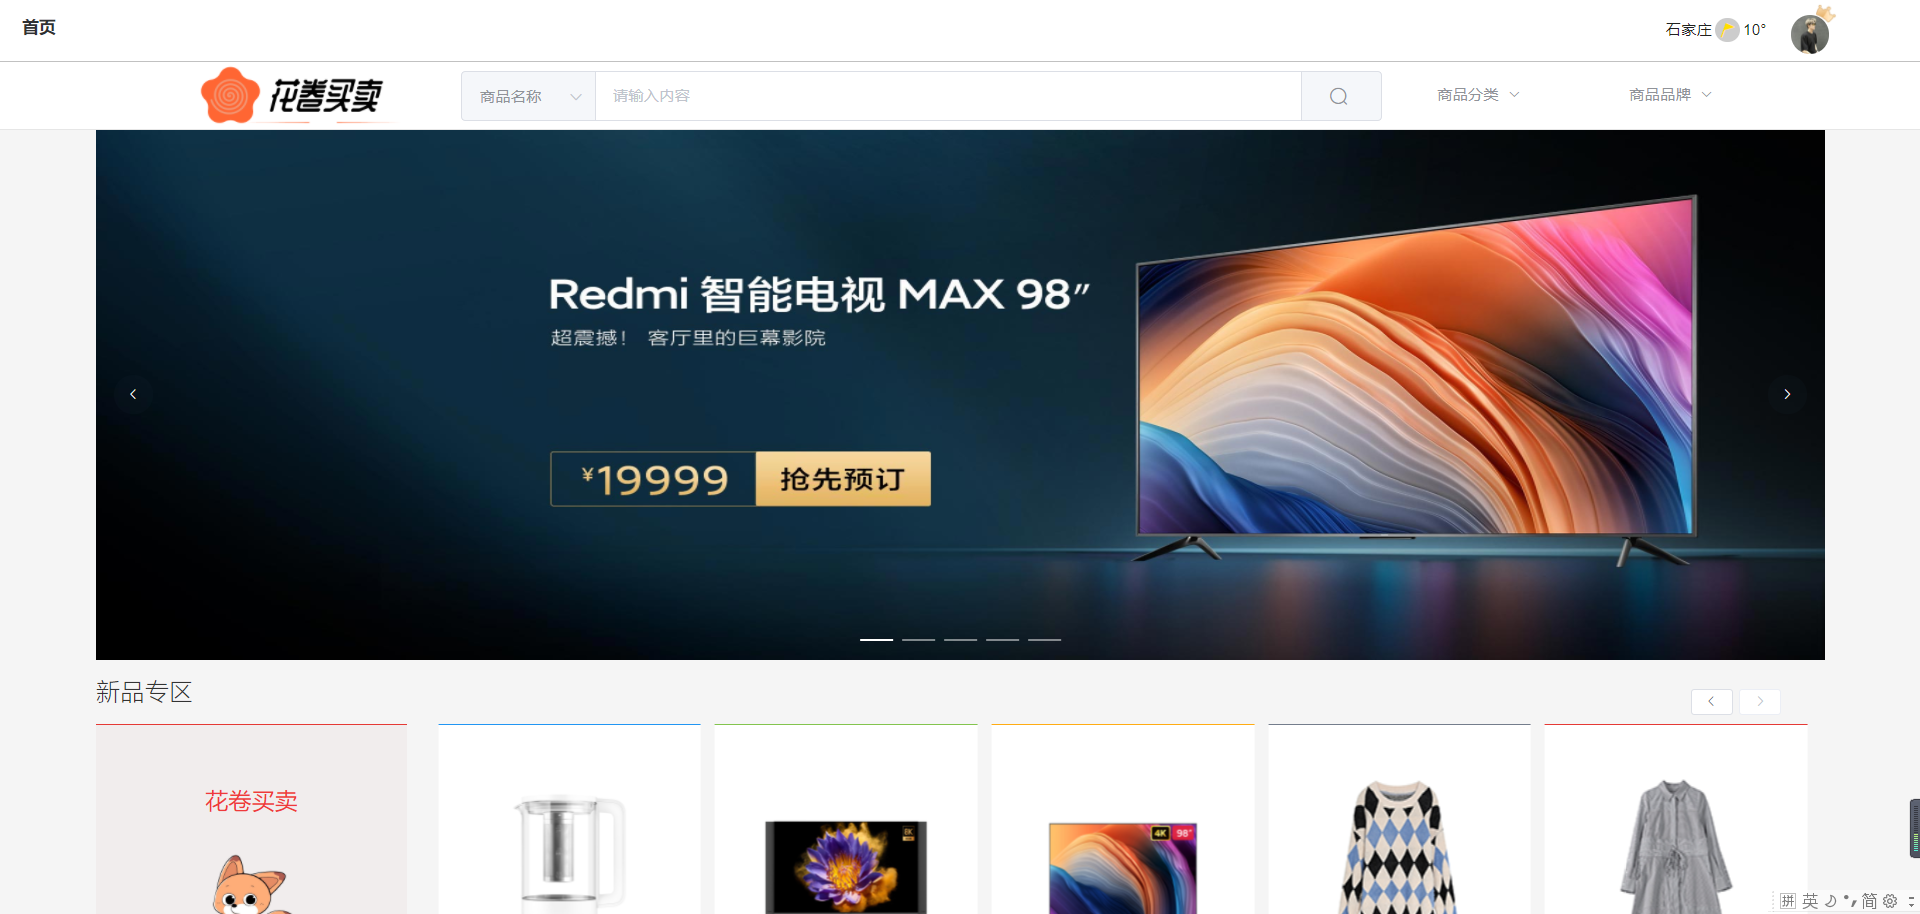 首页
石家庄 10°
花卷买卖
商品名称
请输入内容
商品分类
商品品牌
Redmi 智能电视 MAX 98″
超震撼！ 客厅里的巨幕影院
¥19999 抢先预订
新品专区
花卷买卖
8K
4K 98"
拼 英 简